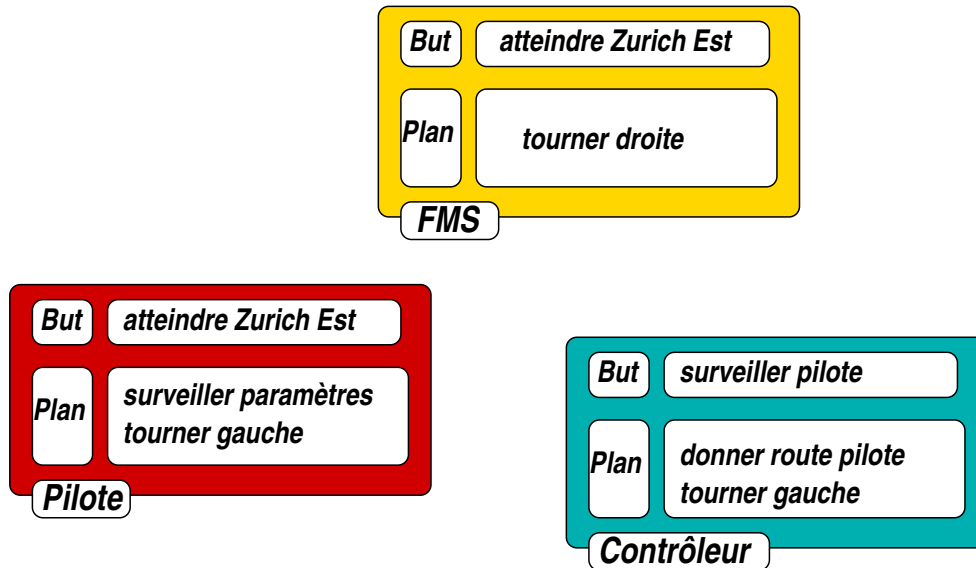 But
atteindre Zurich Est
Plan
tourner droite
FMS
But
atteindre Zurich Est
Plan
surveiller paramètres
tourner gauche
Pilote
But
surveiller pilote
Plan
donner route pilote
tourner gauche
Contrôleur